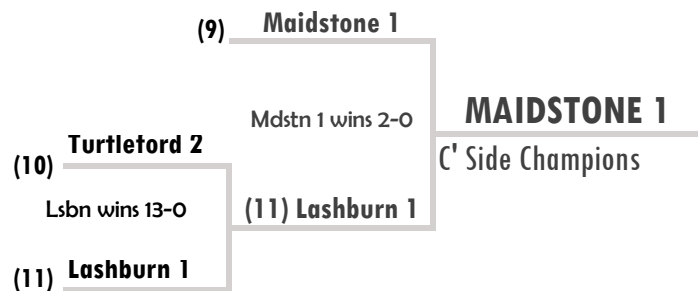 (9) Maidstone 1
Mdstn 1 wins 2-0
MAIDSTONE 1
C' Side Champions
(10) Turtleford 2
Lsbn wins 13-0
(11) Lashburn 1
(11) Lashburn 1